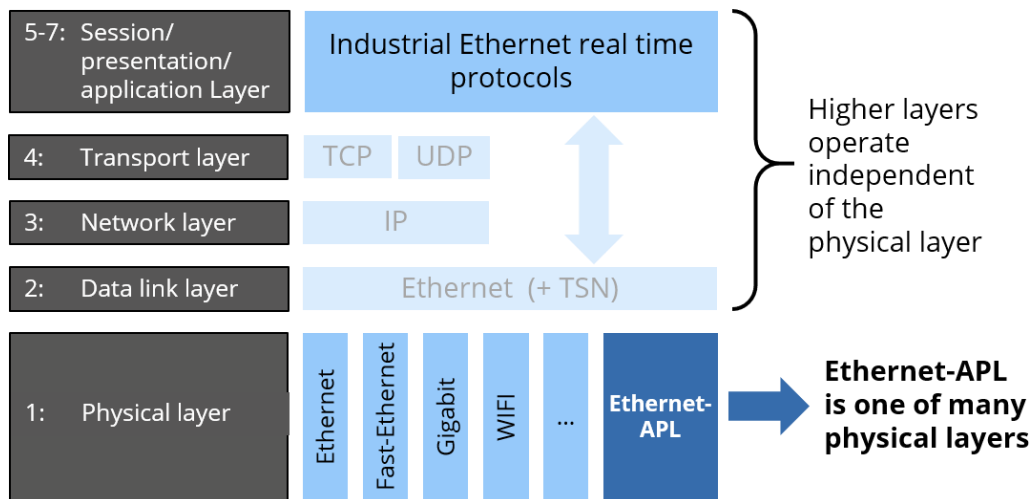 5-7: Session/
presentation/
application Layer
Industrial Ethernet real time
protocols
4: Transport layer
TCP
UDP
3: Network layer
IP
2: Data link layer
Ethernet (+ TSN)
Higher layers
operate
independent
of the
physical layer
1: Physical layer
Ethernet
Fast-Ethernet
Gigabit
WIFI
...
Ethernet-
APL
Ethernet-APL
is one of many
physical layers